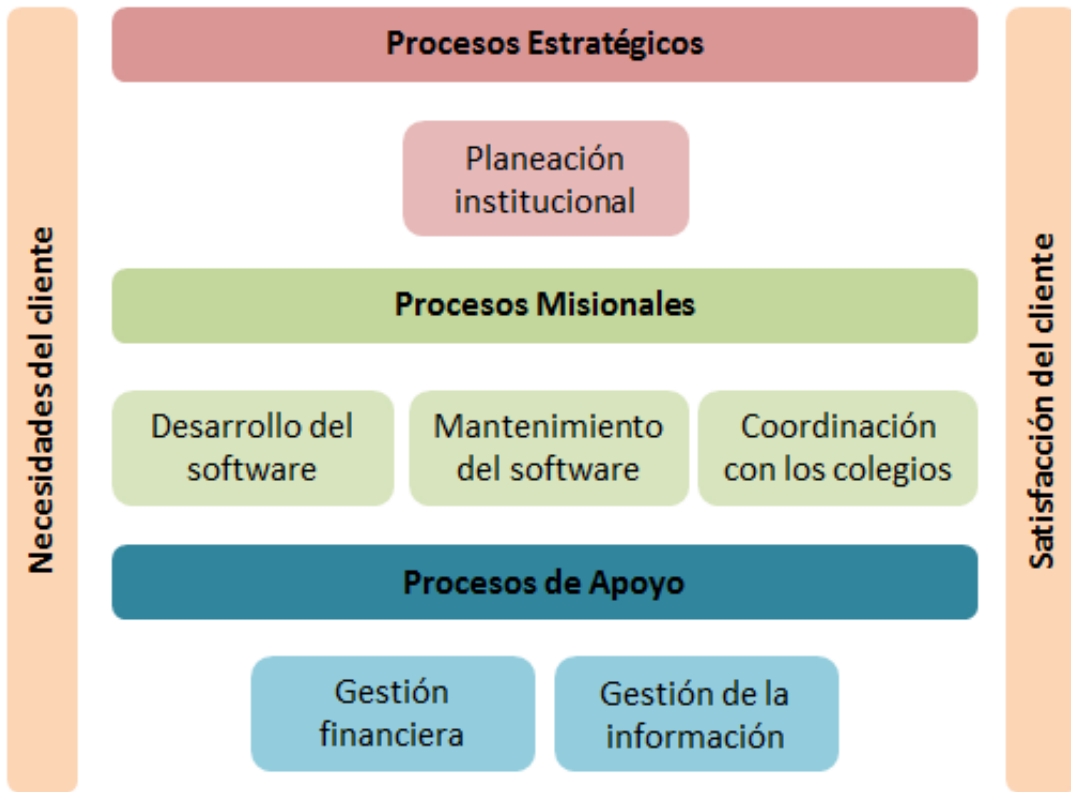 Necesidades del cliente
Procesos Estratégicos
Planeación
institucional
Procesos Misionales
Desarrollo del
software
Mantenimiento
del software
Coordinación
con los colegios
Procesos de Apoyo
Gestión
financiera
Gestión de la
información
Satisfacción del cliente